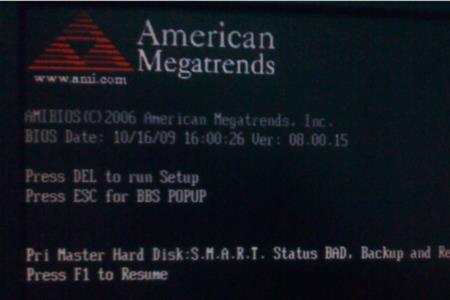 American
Megatrends
www.ami.com
AMIBIOS(C)2006 American Megatrends, Inc.
BIOS Date: 10/16/09 16:00:26 Ver: 08.00.15
Press DEL to run Setup
Press ESC for BBS POPUP
Pri Master Hard Disk:S.M.A.R.T. Status BAD, Backup and Re
Press F1 to Resume